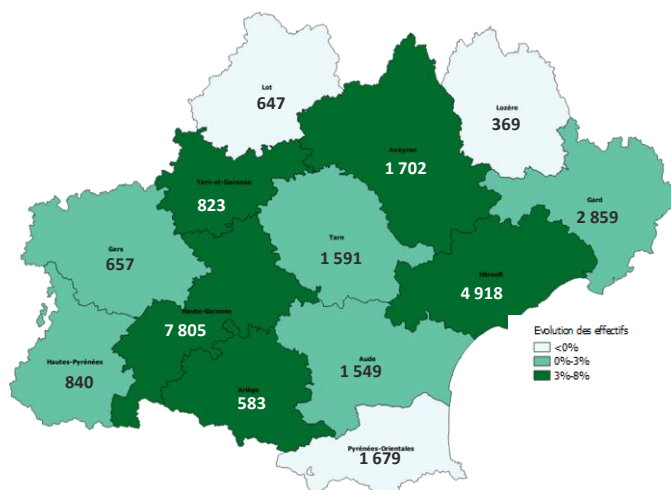 Lot
647
Lozère
369
Aveyron
1 702
Tarn-et-Garonne
823
Gard
2 859
Tarn
1 591
Gers
657
Hérault
4 918
Haute-Garonne
7 805
Evolution des effectifs
<0%
0%-3%
3%-8%
Hautes-Pyrénées
840
Aude
1 549
Ariège
583
Pyrénées-Orientales
1 679